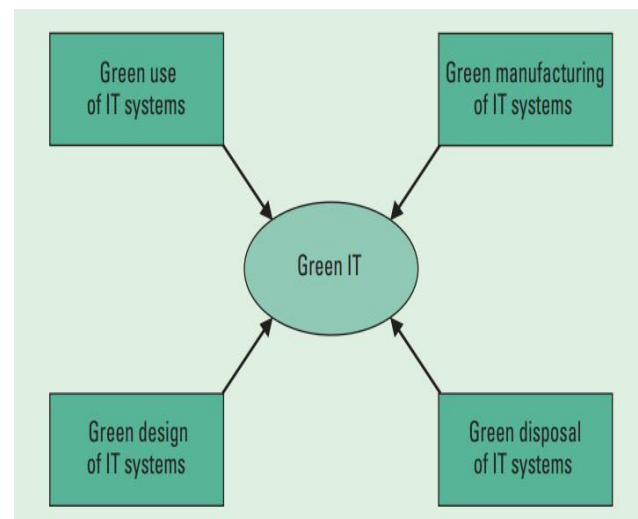 Green use
of IT systems
Green manufacturing
of IT systems
Green IT
Green design
of IT systems
Green disposal
of IT systems